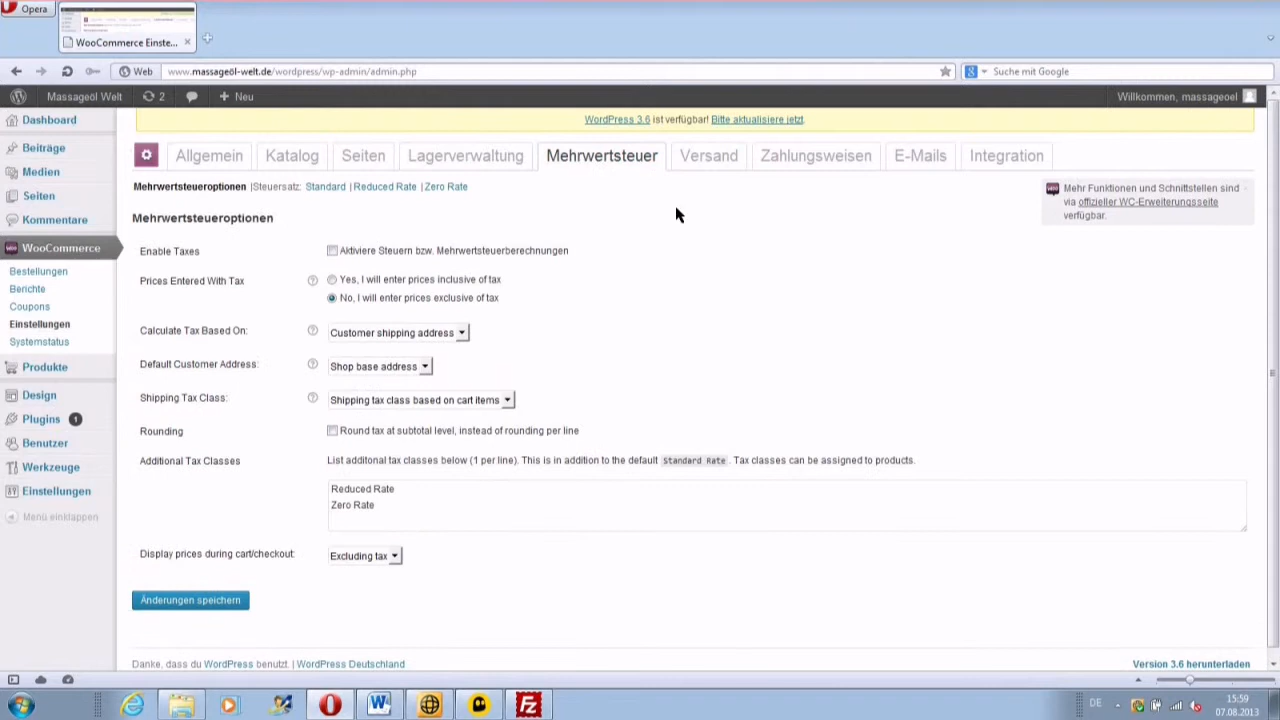 Opera
WooCommerce Einste...
Web
www.massageöl-welt.de/wordpress/wp-admin/admin.php
Suche mit Google
Massageöl Welt
2
Neu
Willkommen, massageoel
Dashboard
Beiträge
Medien
Seiten
Kommentare
WooCommerce
Bestellungen
Berichte
Coupons
Einstellungen
Systemstatus
Produkte
Design
Plugins 1
Benutzer
Werkzeuge
Einstellungen
Menü einklappen
WordPress 3.6 ist verfügbar! Bitte aktualisiere jetzt.
Allgemein
Katalog
Seiten
Lagerverwaltung
Mehrwertsteuer
Versand
Zahlungsweisen
E-Mails
Integration
Mehrwertsteueroptionen |Steuersatz: Standard | Reduced Rate | Zero Rate
Mehr Funktionen und Schnittstellen sind
via offizieller WC-Erweiterungsseite
verfügbar.
Mehrwertsteueroptionen
Enable Taxes
Aktiviere Steuern bzw. Mehrwertsteuerberechnungen
Prices Entered With Tax
Yes, I will enter prices inclusive of tax
No, I will enter prices exclusive of tax
Calculate Tax Based On:
Customer shipping address
Default Customer Address:
Shop base address
Shipping Tax Class:
Shipping tax class based on cart items
Rounding
Round tax at subtotal level, instead of rounding per line
Additional Tax Classes
List additonal tax classes below (1 per line). This is in addition to the default Standard Rate. Tax classes can be assigned to products.
Reduced Rate
Zero Rate
Display prices during cart/checkout:
Excluding tax
Änderungen speichern
Danke, dass du WordPress benutzt. | WordPress Deutschland
Version 3.6 herunterladen
DE
15:59
07.08.2013